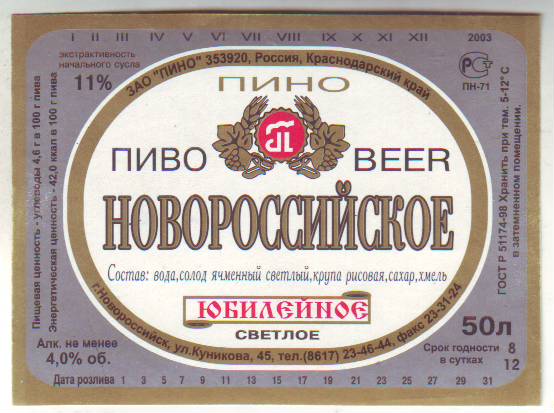 I II III IV V VI VII VIII IX X XI XII 2003
экстрактивность
начального сусла
11%
ЗАО "ПИНО" 353920, Россия, Краснодарский край
РСТ
ПН-71
ПИНО
ПИВО BEER
НОВОРОССИЙСКОЕ
Состав: вода,солод ячменный светлый,крупа рисовая,сахар,хмель
ЮБИЛЕЙНОЕ
СВЕТЛОЕ
г.Новороссийск, ул.Куникова, 45, тел.(8617) 23-46-44, факс 23-31-24
Пищевая ценность - углеводы 4,6 г в 100 г пива
Энергетическая ценность - 42,0 ккал в 100 г пива
ГОСТ Р 51174-98 Хранить при тем. 5-12°С
в затемненном помещении.
Алк. не менее
4,0% об.
50л
Срок годности 8
в сутках 12
Дата розлива 1 3 5 7 9 11 13 15 17 19 21 23 25 27 29 31